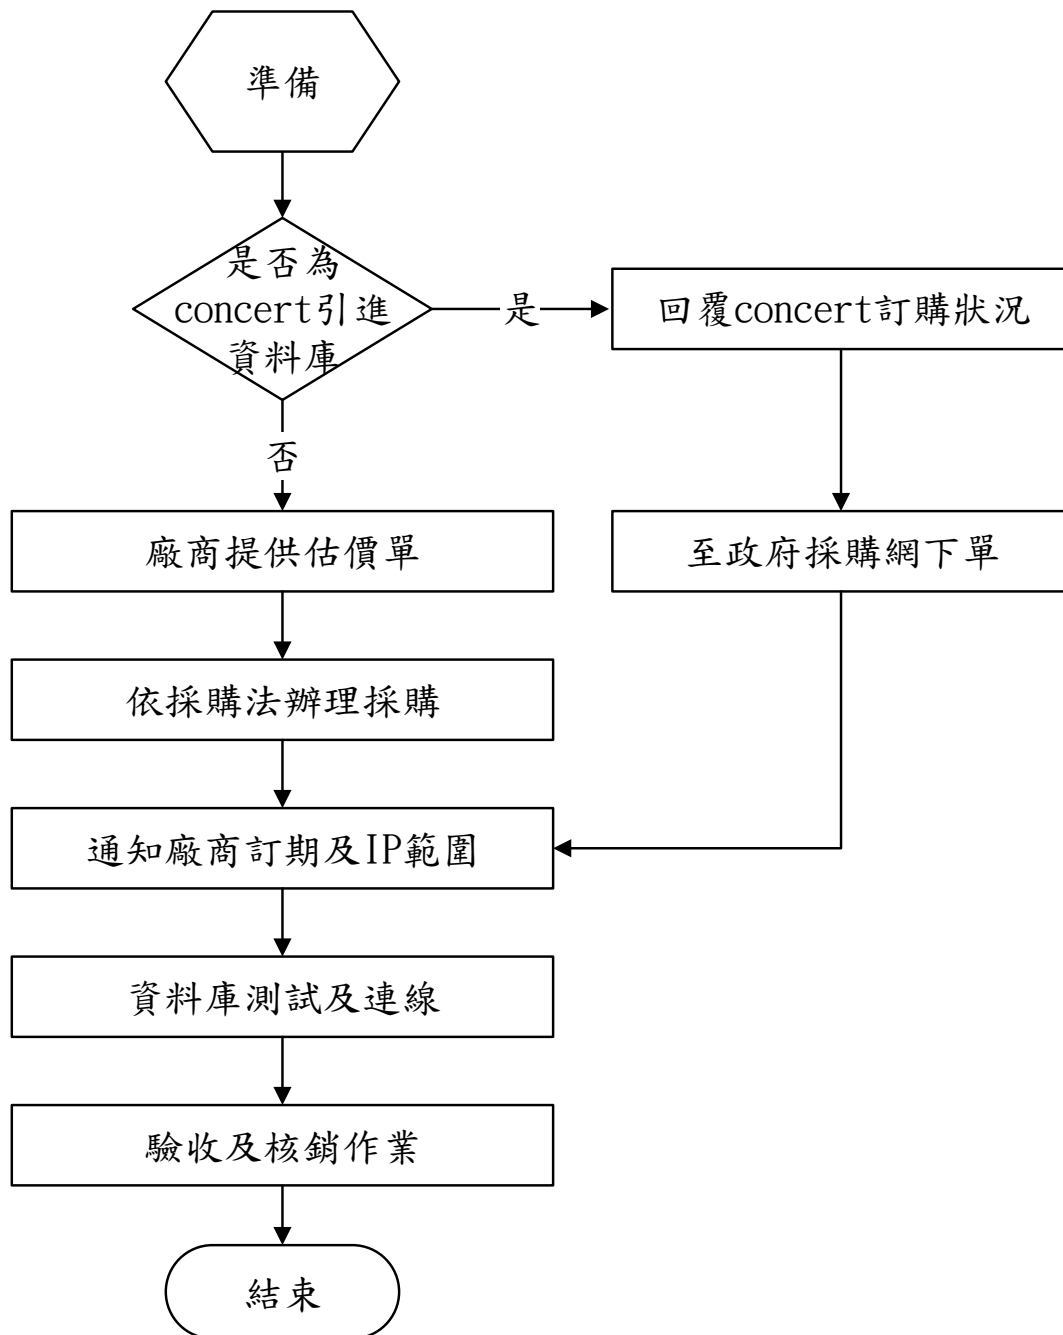 準備
是否為
concert引進
資料庫
是
回覆concert訂購狀況
否
廠商提供估價單
至政府採購網下單
依採購法辦理採購
通知廠商訂期及IP範圍
資料庫測試及連線
驗收及核銷作業
結束